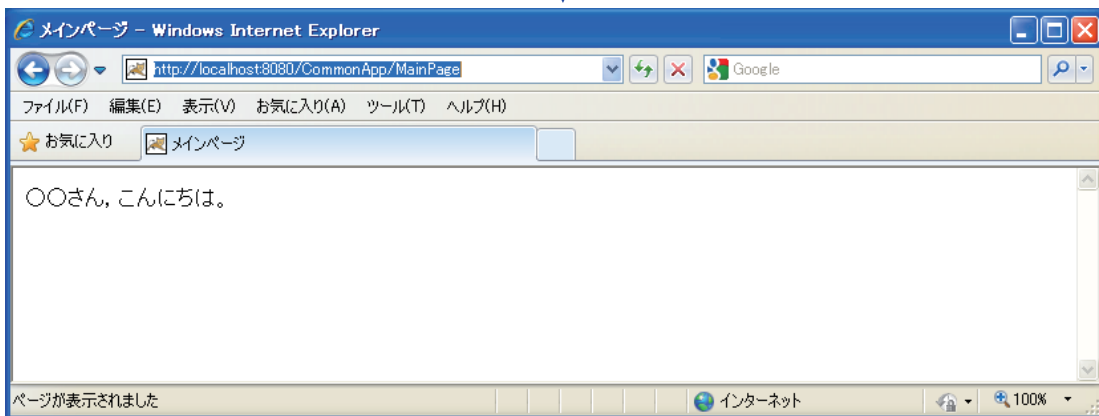 メインページ - Windows Internet Explorer
http://localhost:8080/CommonApp/MainPage
Google
ファイル(F) 編集(E) 表示(V) お気に入り(A) ツール(T) ヘルプ(H)
お気に入り メインページ
○○さん, こんにちは。
ページが表示されました インターネット 100%